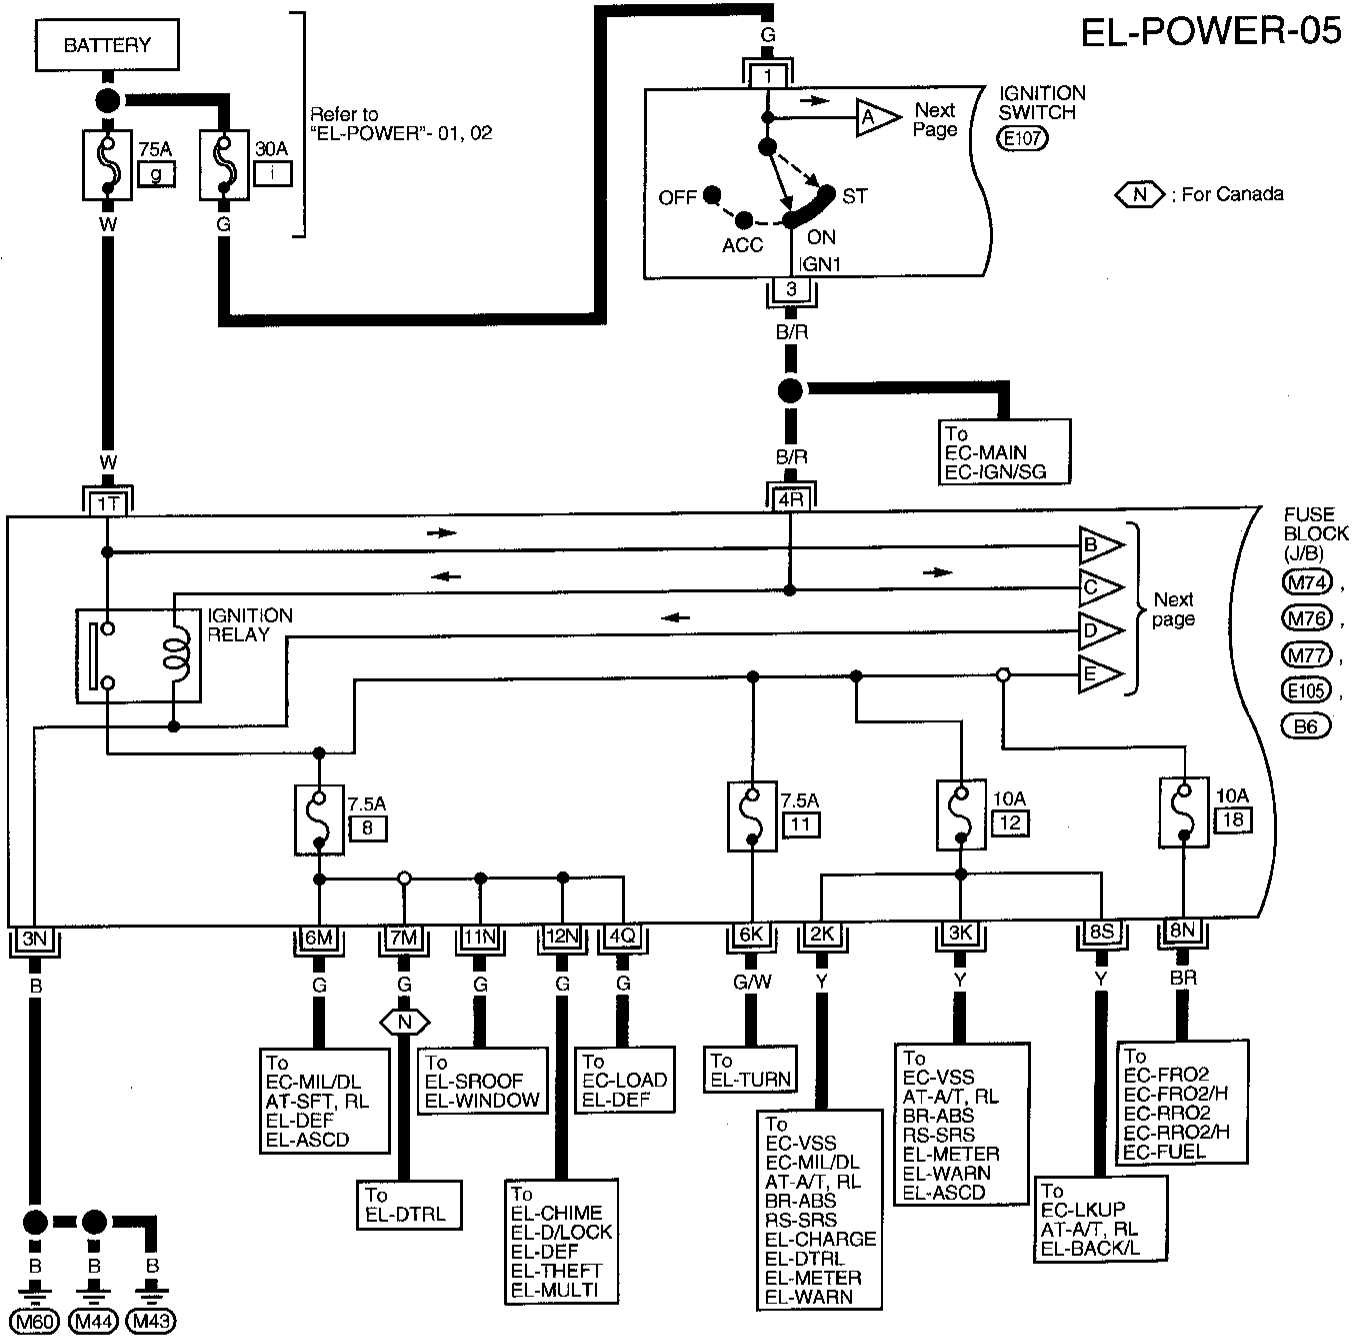 EL-POWER-05
BATTERY
75A
g
30A
i
Refer to
"EL-POWER"- 01, 02
W
G
G
1
A
Next
Page
IGNITION
SWITCH
E107
OFF
ACC
ON
ST
IGN1
3
N : For Canada
B/R
B/R
To
EC-MAIN
EC-IGN/SG
W
1T
4R
FUSE
BLOCK
(J/B)
M74 ,
M76 ,
M77 ,
E105 ,
B6
B
C
D
E
Next
page
IGNITION
RELAY
7.5A
8
7.5A
11
10A
12
10A
18
3N
6M
7M
11N
12N
4Q
6K
2K
3K
8S
8N
B
G
G
G
G
G
G/W
Y
Y
Y
BR
N
To
EC-MIL/DL
AT-SFT, RL
EL-DEF
EL-ASCD
To
EL-DTRL
To
EL-SROOF
EL-WINDOW
To
EL-CHIME
EL-D/LOCK
EL-DEF
EL-THEFT
EL-MULTI
To
EC-LOAD
EL-DEF
To
EL-TURN
To
EC-VSS
EC-MIL/DL
AT-A/T, RL
BR-ABS
RS-SRS
EL-CHARGE
EL-DTRL
EL-METER
EL-WARN
To
EC-VSS
AT-A/T, RL
BR-ABS
RS-SRS
EL-METER
EL-WARN
EL-ASCD
To
EC-LKUP
AT-A/T, RL
EL-BACK/L
To
EC-FRO2
EC-FRO2/H
EC-RRO2
EC-RRO2/H
EC-FUEL
B
B
B
M60
M44
M43